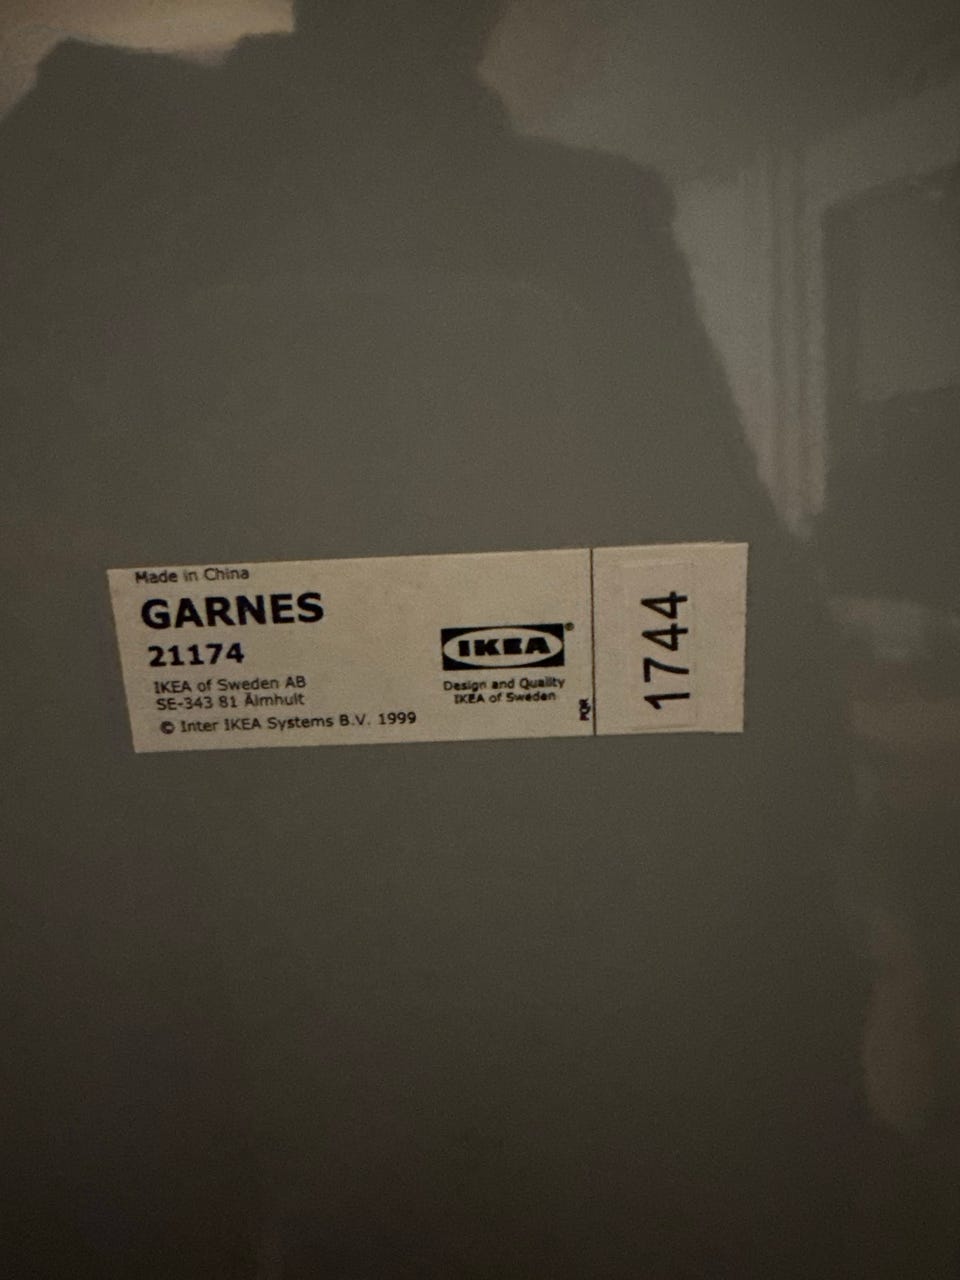 Made in China
GARNES
21174
IKEA of Sweden AB
SE-343 81 Älmhult
© Inter IKEA Systems B.V. 1999
IKEA®
Design and Quality
IKEA of Sweden
PQR
1744